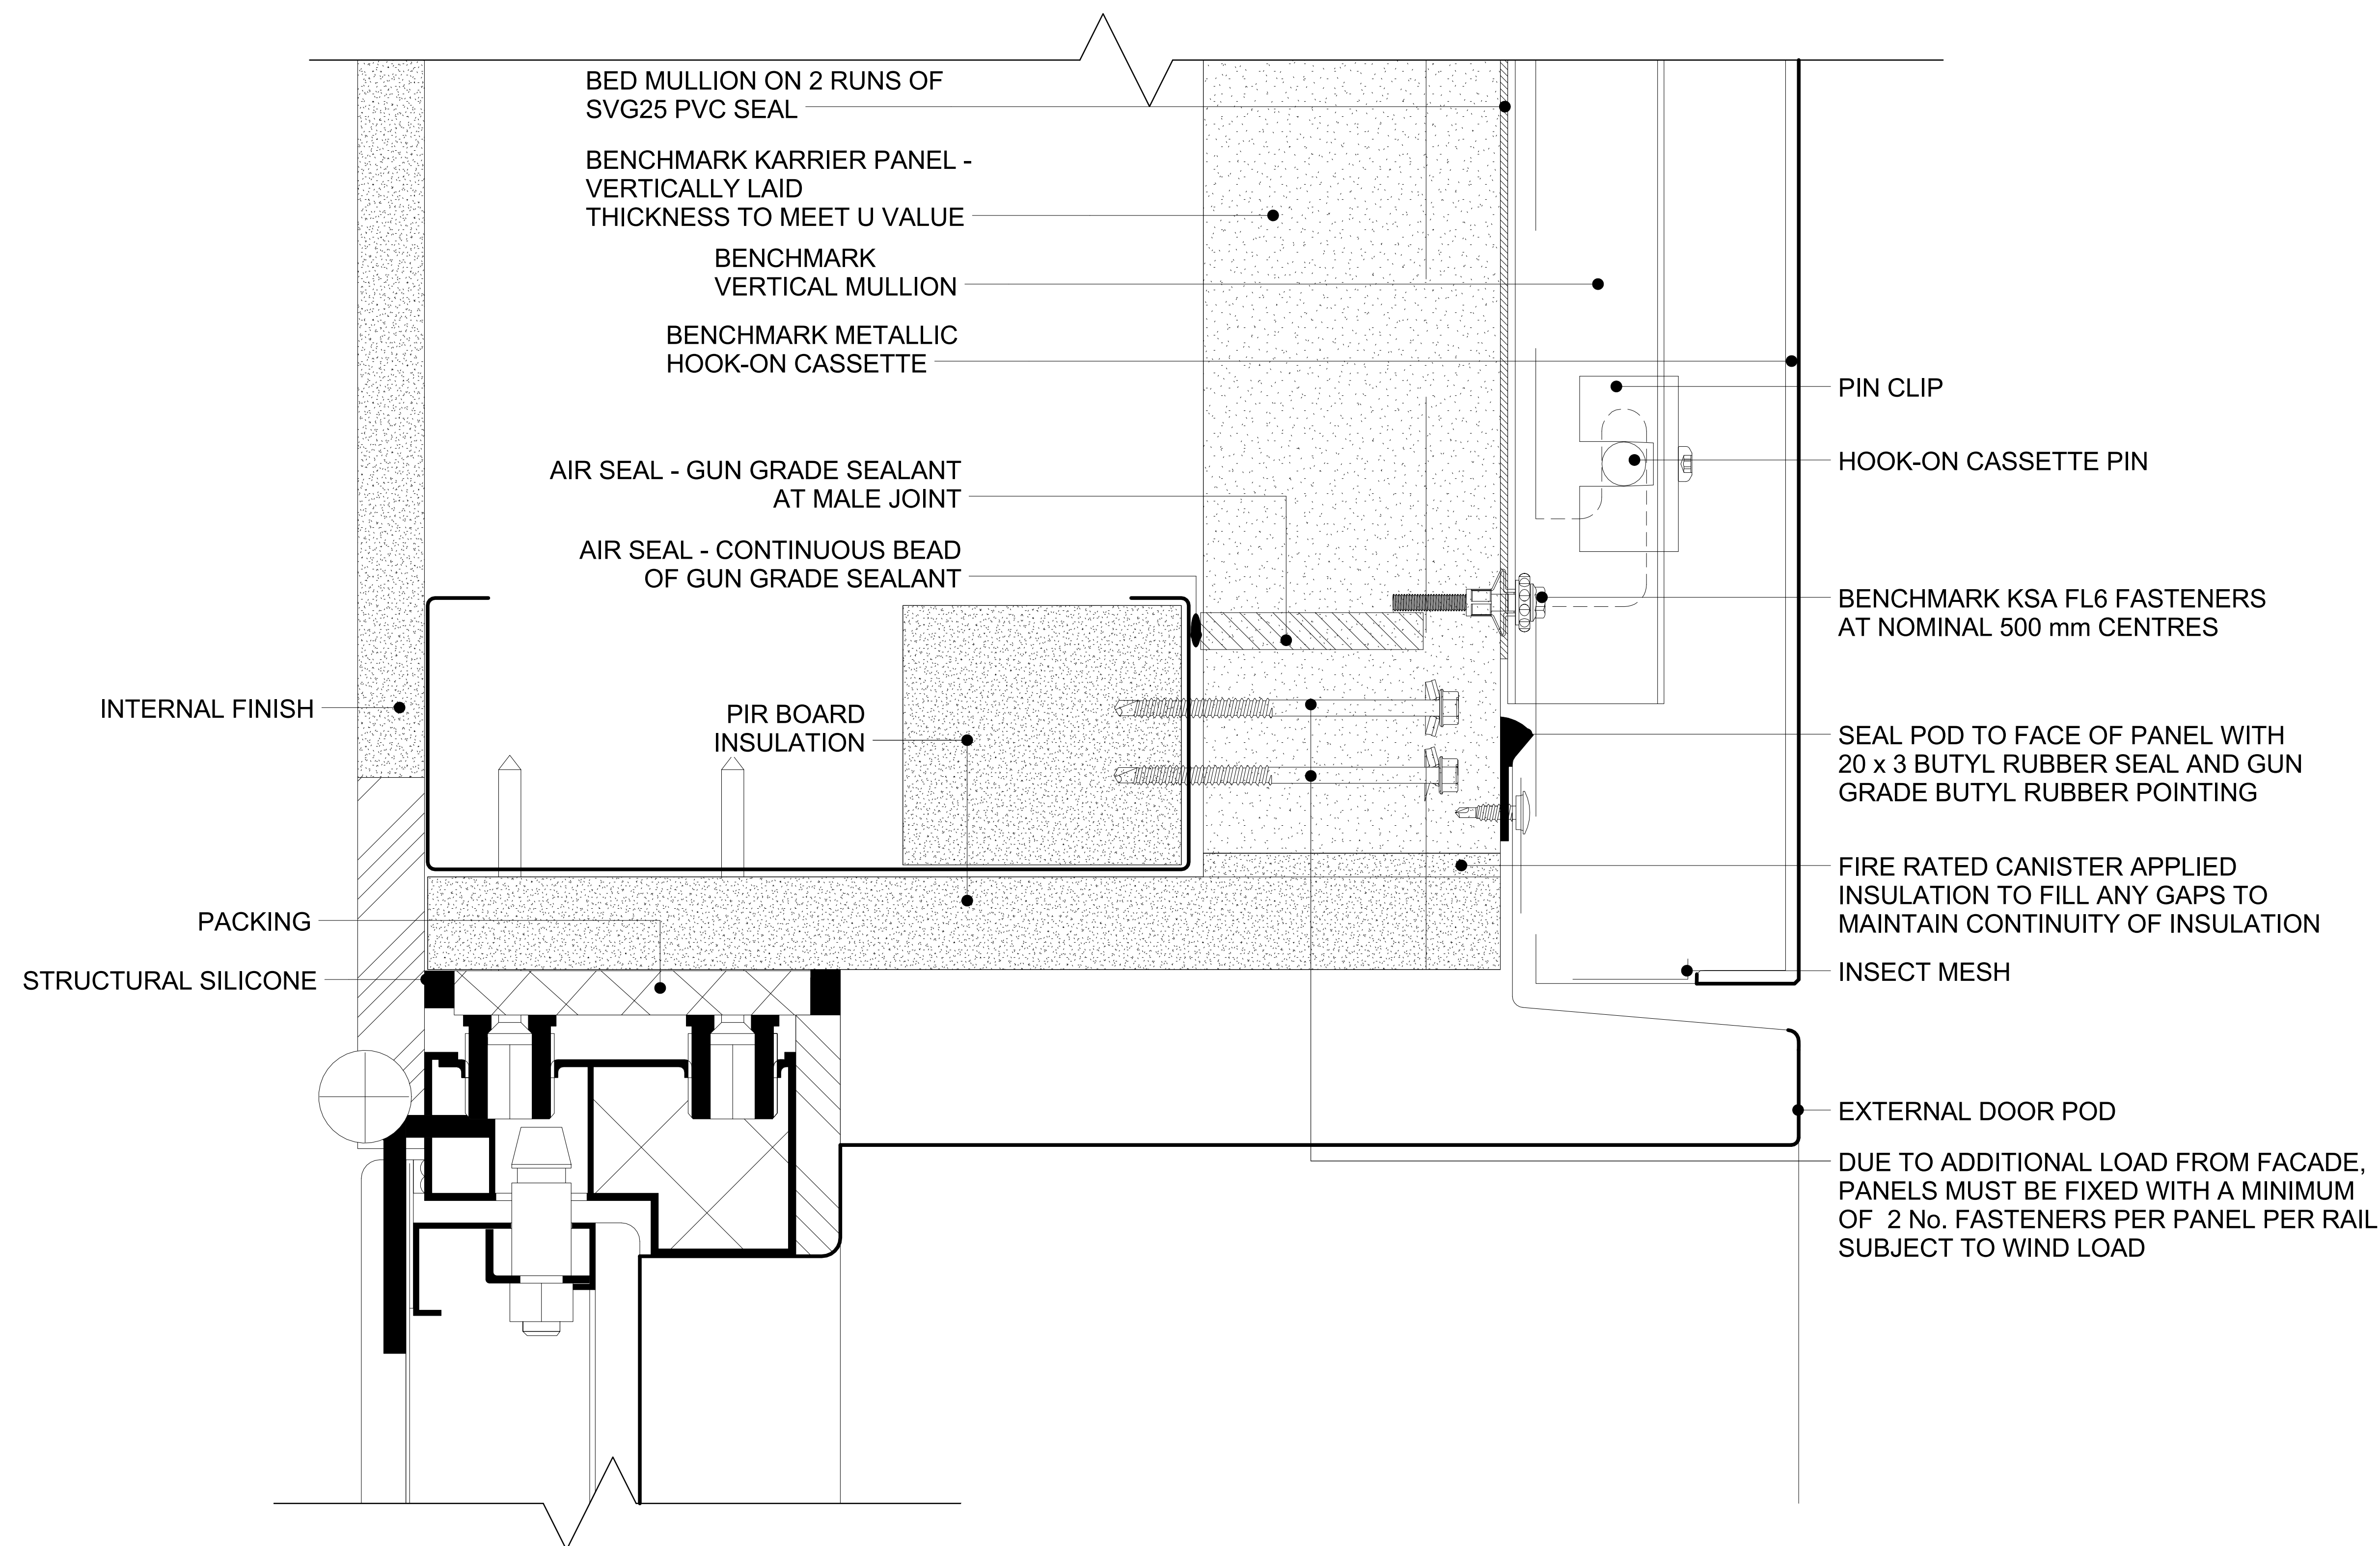 BED MULLION ON 2 RUNS OF
SVG25 PVC SEAL
BENCHMARK KARRIER PANEL -
VERTICALLY LAID
THICKNESS TO MEET U VALUE
BENCHMARK
VERTICAL MULLION
BENCHMARK METALLIC
HOOK-ON CASSETTE
AIR SEAL - GUN GRADE SEALANT
AT MALE JOINT
AIR SEAL - CONTINUOUS BEAD
OF GUN GRADE SEALANT
INTERNAL FINISH
PIR BOARD
INSULATION
PACKING
STRUCTURAL SILICONE
PIN CLIP
HOOK-ON CASSETTE PIN
BENCHMARK KSA FL6 FASTENERS
AT NOMINAL 500 mm CENTRES
SEAL POD TO FACE OF PANEL WITH
20 x 3 BUTYL RUBBER SEAL AND GUN
GRADE BUTYL RUBBER POINTING
FIRE RATED CANISTER APPLIED
INSULATION TO FILL ANY GAPS TO
MAINTAIN CONTINUITY OF INSULATION
INSECT MESH
EXTERNAL DOOR POD
DUE TO ADDITIONAL LOAD FROM FACADE,
PANELS MUST BE FIXED WITH A MINIMUM
OF 2 No. FASTENERS PER PANEL PER RAIL
SUBJECT TO WIND LOAD